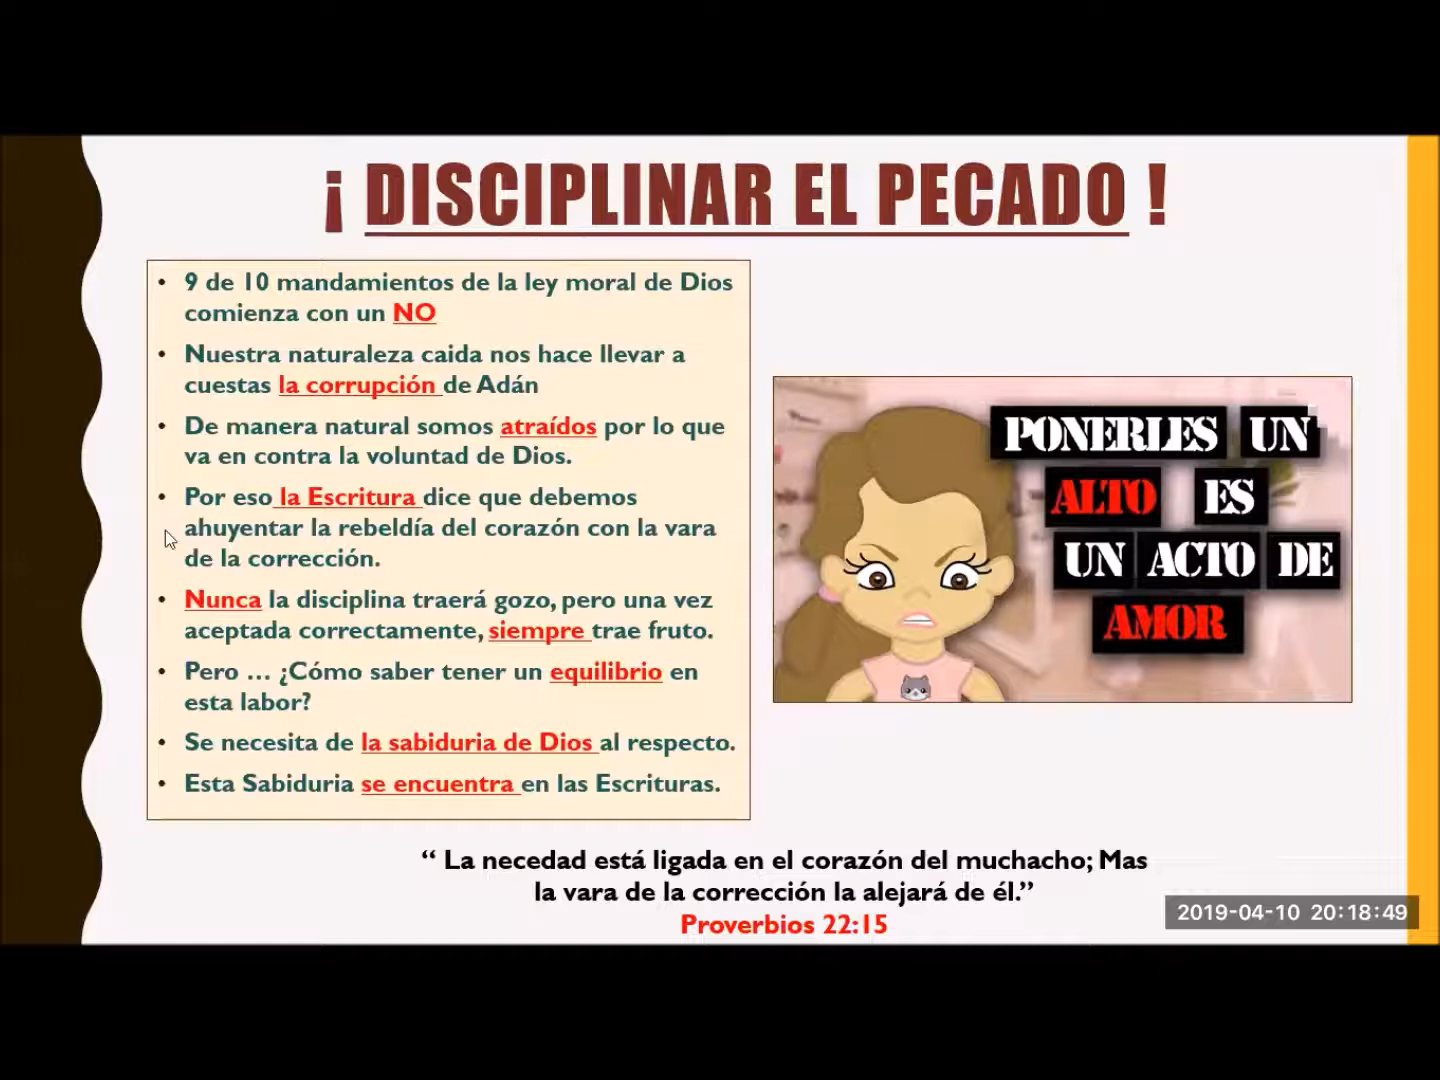 ¡ DISCIPLINAR EL PECADO !
• 9 de 10 mandamientos de la ley moral de Dios
comienza con un NO
• Nuestra naturaleza caida nos hace llevar a
cuestas la corrupción de Adán
• De manera natural somos atraídos por lo que
va en contra la voluntad de Dios.
• Por eso la Escritura dice que debemos
ahuyentar la rebeldía del corazón con la vara
de la corrección.
• Nunca la disciplina traerá gozo, pero una vez
aceptada correctamente, siempre trae fruto.
• Pero ... ¿Cómo saber tener un equilibrio en
esta labor?
• Se necesita de la sabiduria de Dios al respecto.
• Esta Sabiduria se encuentra en las Escrituras.
PONERLES UN
ALTO ES
UN ACTO DE
AMOR
“ La necedad está ligada en el corazón del muchacho; Mas
la vara de la corrección la alejará de él.”
Proverbios 22:15
2019-04-10 20:18:49